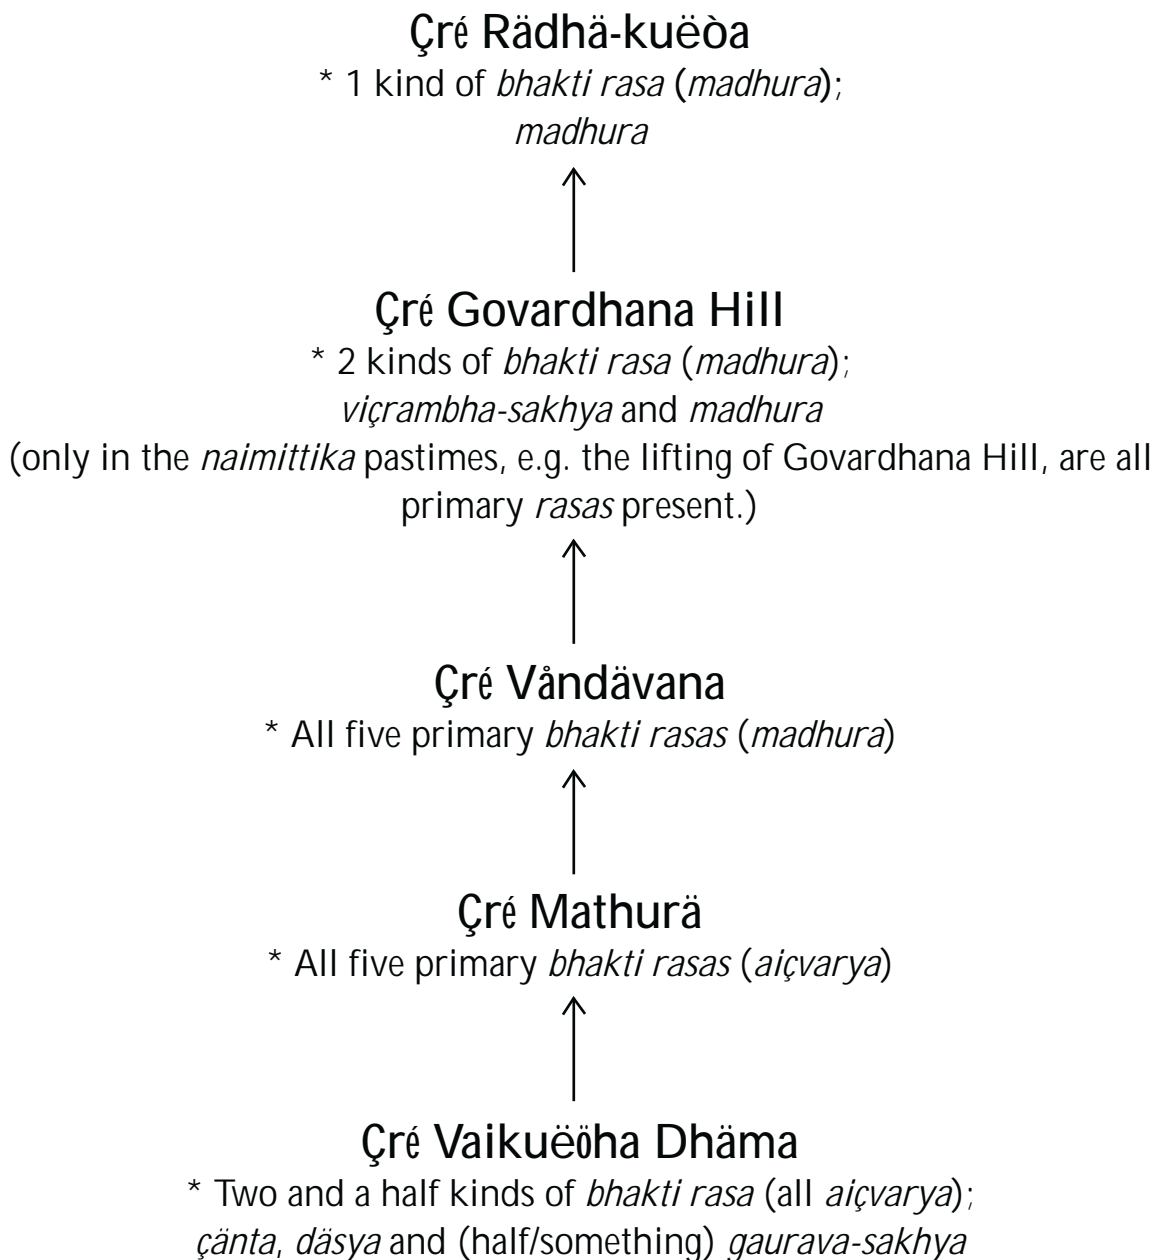 Çré Rädhä-kuëòa
* 1 kind of bhakti rasa (madhura);
madhura
Çré Govardhana Hill
* 2 kinds of bhakti rasa (madhura);
viçrambha-sakhya and madhura
(only in the naimittika pastimes, e.g. the lifting of Govardhana Hill, are all
primary rasas present.)
Çré Våndävana
* All five primary bhakti rasas (madhura)
Çré Mathurä
* All five primary bhakti rasas (aiçvarya)
Çré Vaikuëöha Dhäma
* Two and a half kinds of bhakti rasa (all aiçvarya);
çänta, däsya and (half/something) gaurava-sakhya